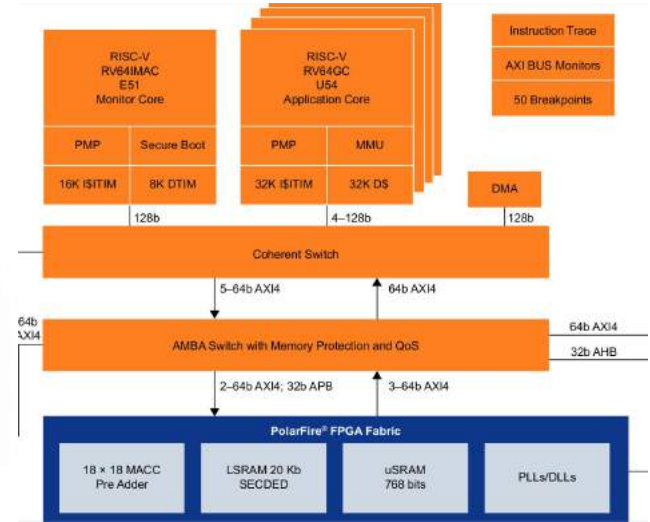 RISC-V
RV64IMAC
E51
Monitor Core
PMP
Secure Boot
16K I$ITIM
8K DTIM
RISC-V
RV64GC
U54
Application Core
PMP
MMU
32K I$ITIM
32K D$
Instruction Trace
AXI BUS Monitors
50 Breakpoints
DMA
128b
4–128b
128b
Coherent Switch
5–64b AXI4
64b AXI4
64b
AXI4
AMBA Switch with Memory Protection and QoS
64b AXI4
32b AHB
2–64b AXI4; 32b APB
3–64b AXI4
PolarFire® FPGA Fabric
18 × 18 MACC
Pre Adder
LSRAM 20 Kb
SECDED
uSRAM
768 bits
PLLs/DLLs